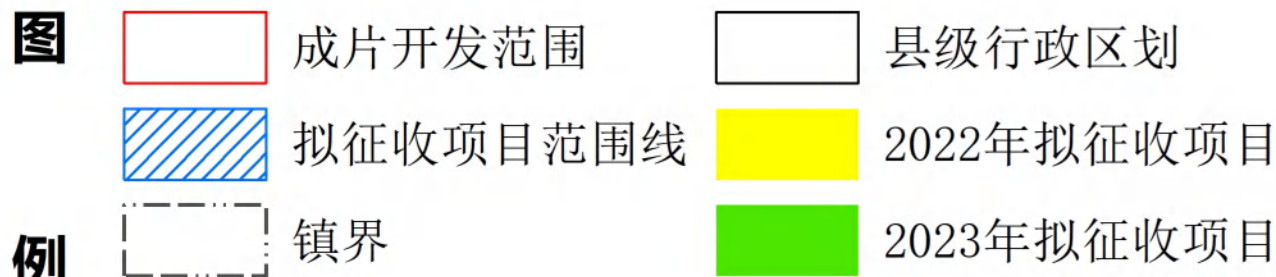 图 成片开发范围 县级行政区划
拟征收项目范围线 2022年拟征收项目
例 镇界 2023年拟征收项目